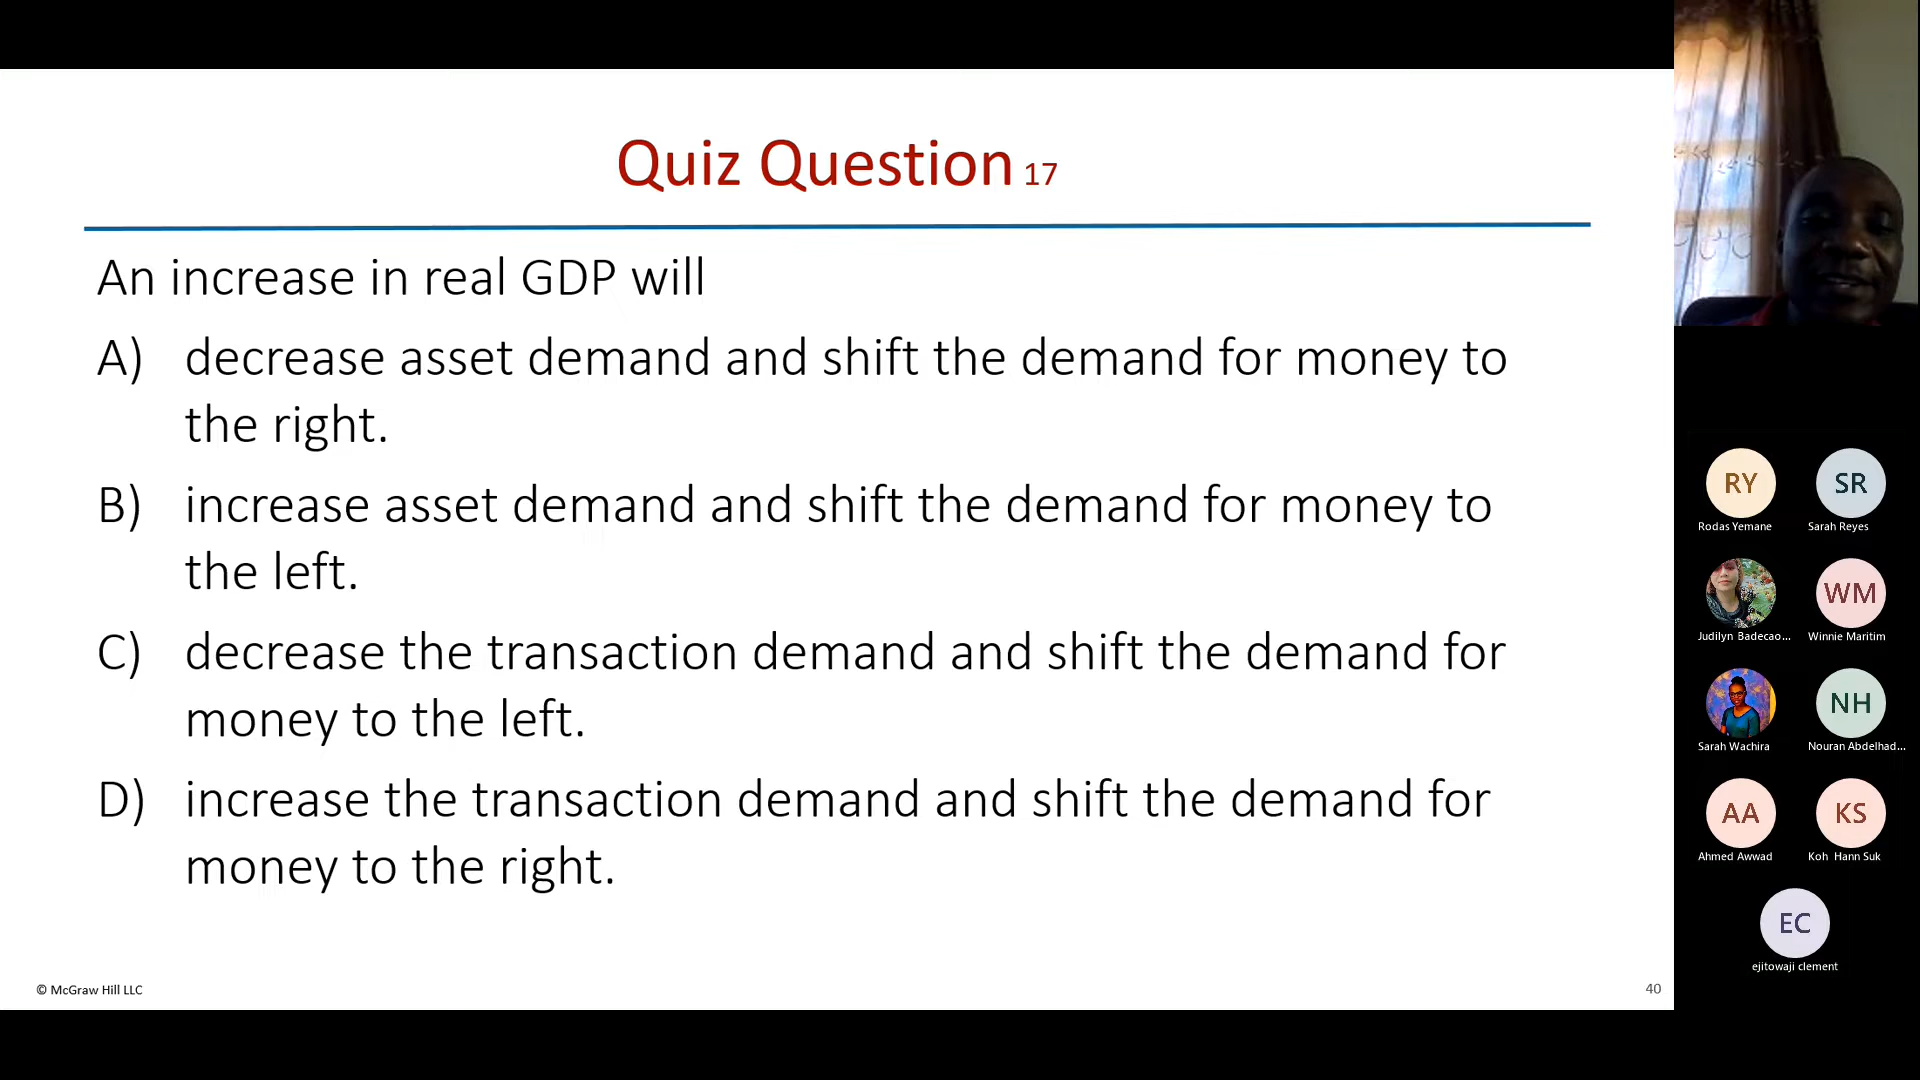 Quiz Question 17
An increase in real GDP will
A) decrease asset demand and shift the demand for money to
the right.
B) increase asset demand and shift the demand for money to
the left.
C) decrease the transaction demand and shift the demand for
money to the left.
D) increase the transaction demand and shift the demand for
money to the right.
© McGraw Hill LLC
40
RY
SR
Rodas Yemane
Sarah Reyes
WM
Judilyn Badecao...
Winnie Maritim
NH
Sarah Wachira
Nouran Abdelhad...
AA
KS
Ahmed Awwad
Koh Hann Suk
EC
ejitowaji clement